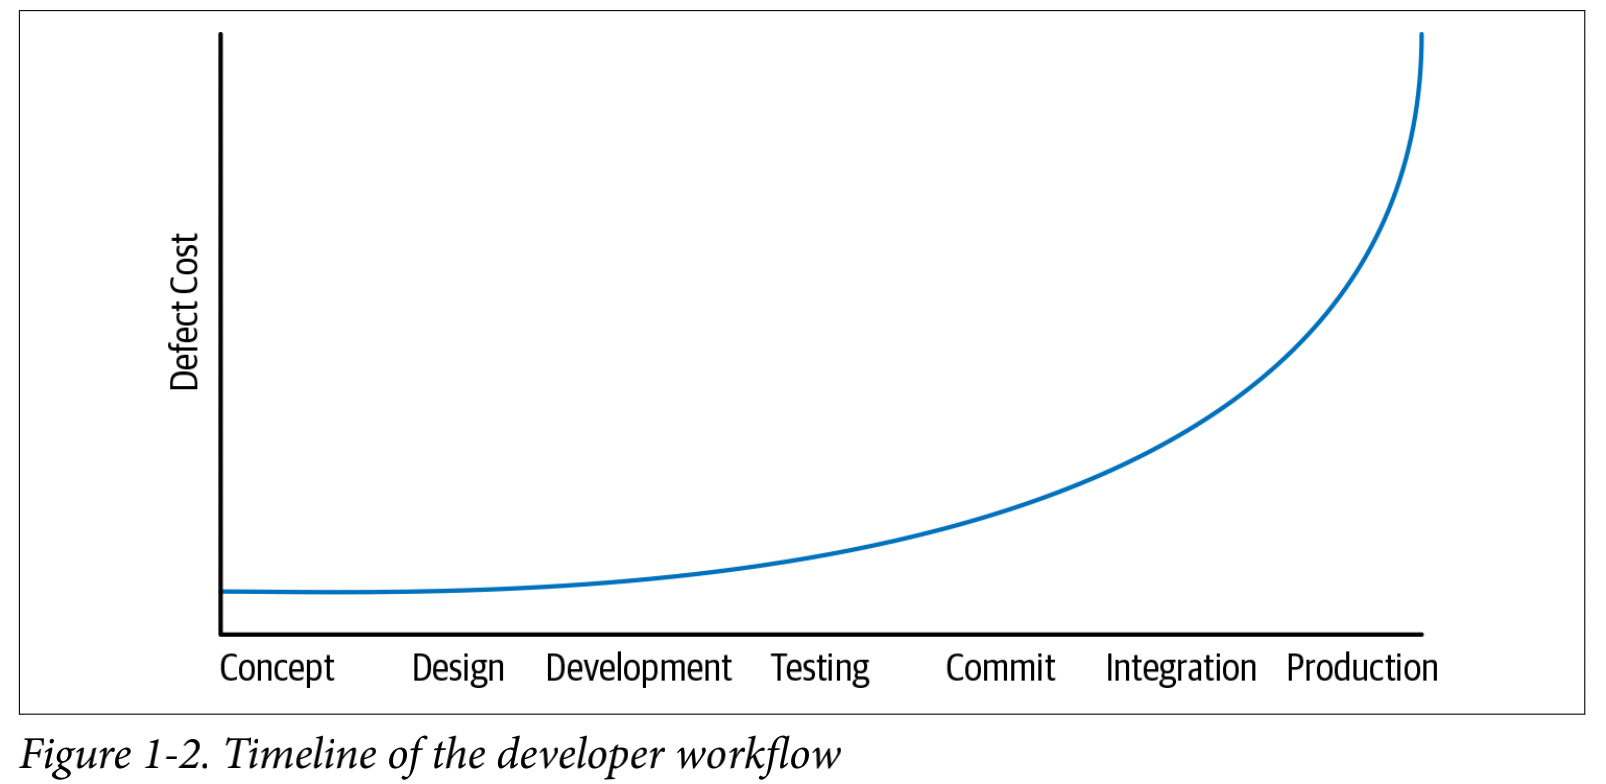 Defect Cost
Concept Design Development Testing Commit Integration Production
Figure 1-2. Timeline of the developer workflow